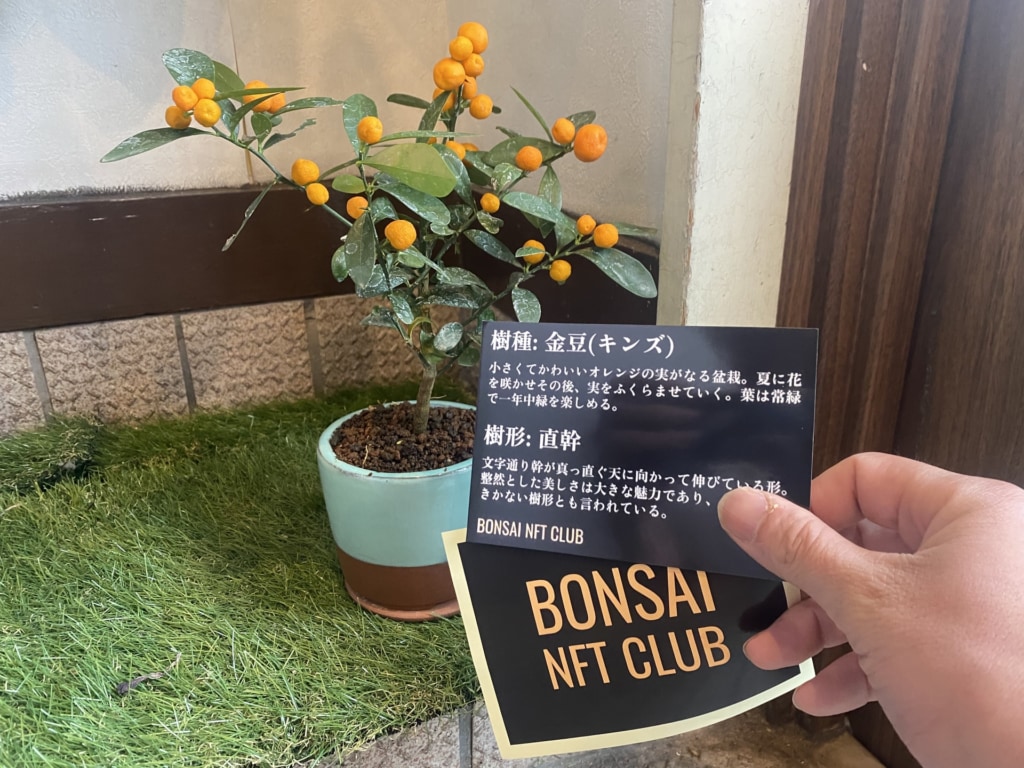 樹種: 金豆(キンズ)
小さくてかわいいオレンジの実がなる盆栽。夏に花
を咲かせその後、実をふくらませていく。葉は常緑
で一年中緑を楽しめる。
樹形: 直幹
文字通り幹が真っ直ぐ天に向かって伸びている形。
整然とした美しさは大きな魅力であり、
きかない樹形とも言われている。
BONSAI NFT CLUB
BONSAI
NFT CLUB